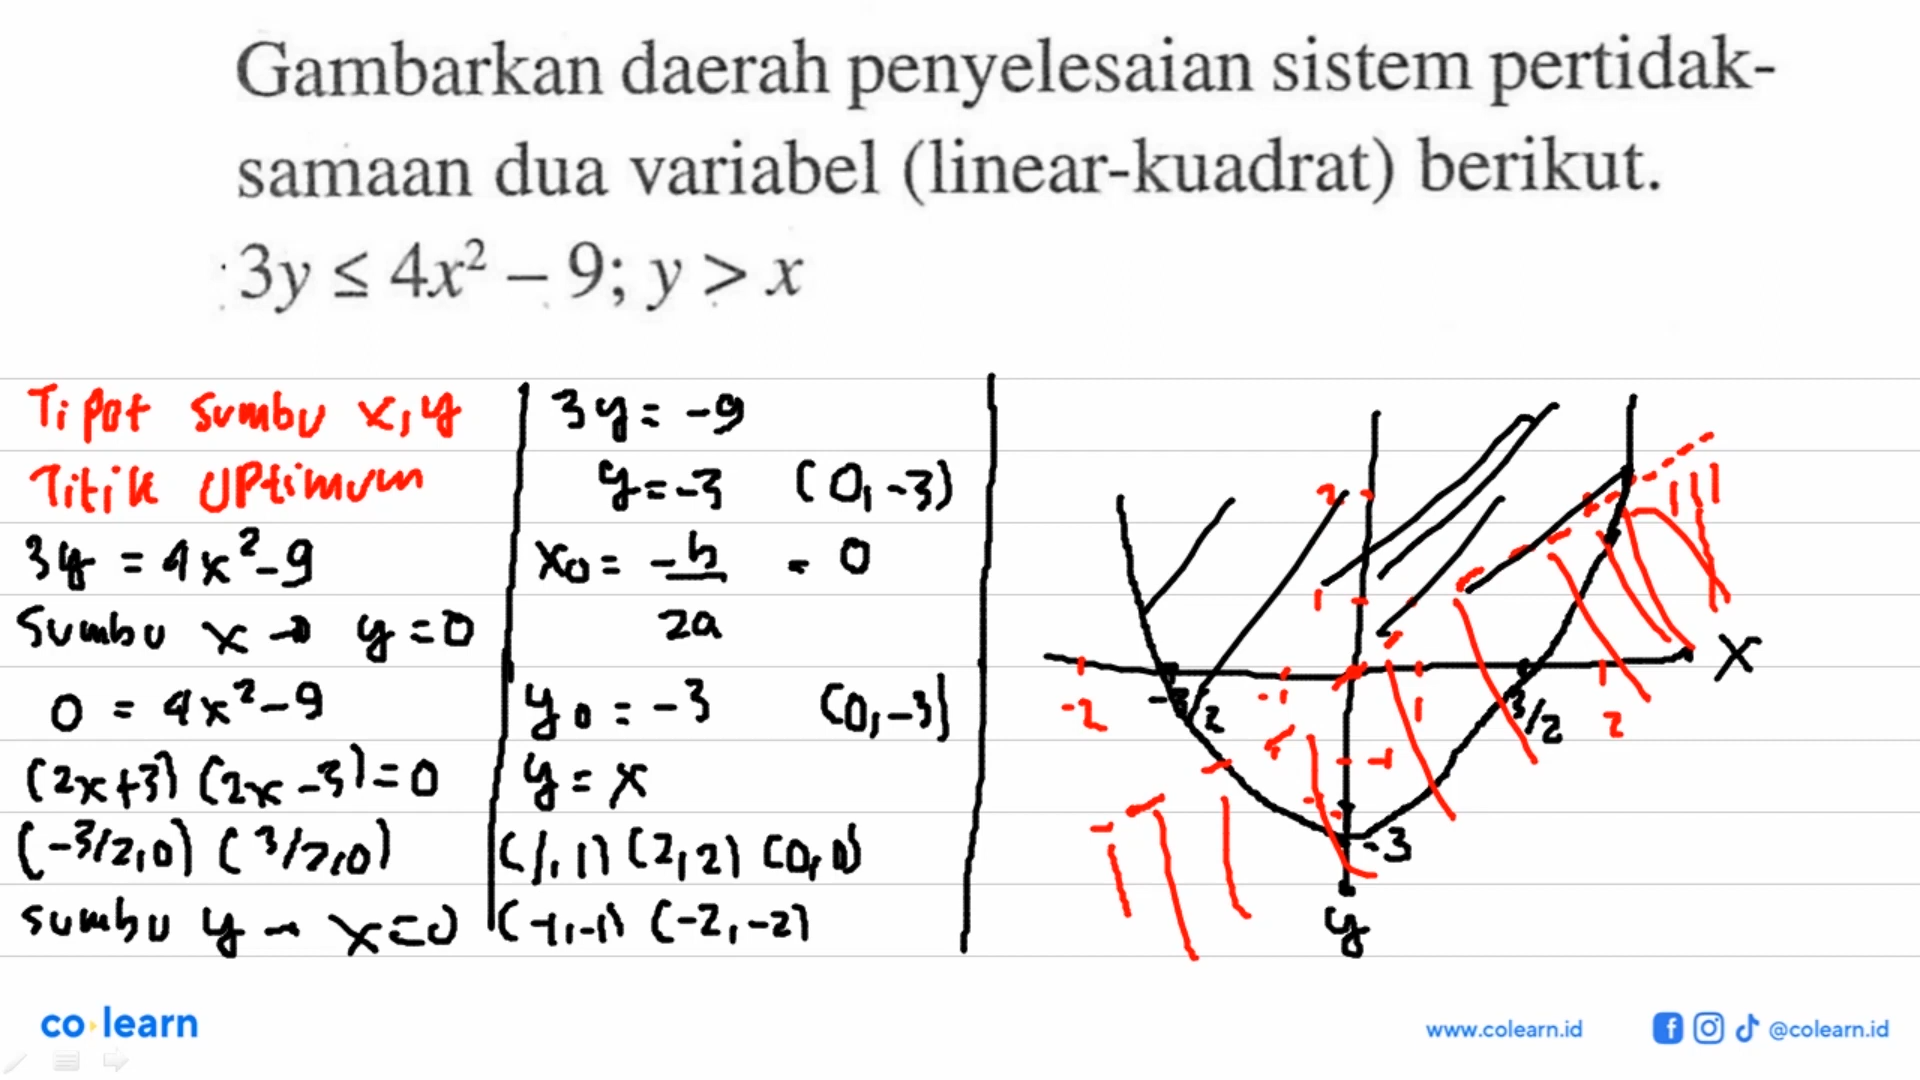 Gambarkan daerah penyelesaian sistem pertidak-
samaan dua variabel (linear-kuadrat) berikut.
3y ≤ 4x² – 9; y > x
Tipot sumbu x, y
Titik Optimum
3y = 4x² - 9
Sumbu x → y = 0
0 = 4x² - 9
(2x+3) (2x-3) = 0
(-3/2, 0) (3/2, 0)
sumbu y → x = 0
3y = -9
y = -3 (0, -3)
x₀ = -b/2a = 0
y₀ = -3 (0, -3)
y = x
(1, 1) (2, 2) (0, 0)
(-1, -1) (-2, -2)
2
1
X
-2 -3/2 -1 1 3/2 2
-1
-3
y
co learn
www.colearn.id @colearn.id